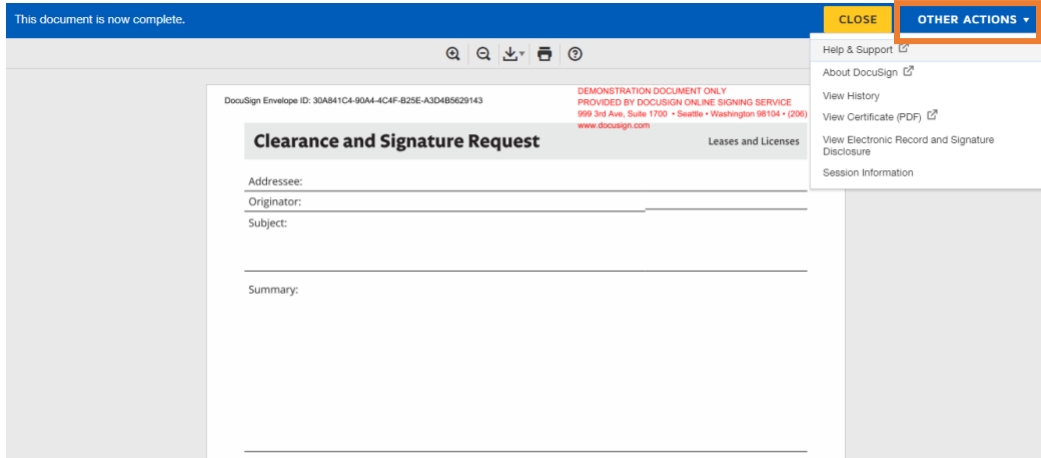 This document is now complete.
CLOSE
OTHER ACTIONS
Help & Support
About DocuSign
View History
View Certificate (PDF)
View Electronic Record and Signature
Disclosure
Session Information
DocuSign Envelope ID: 30A841C4-90A4-4C4F-B25E-A3D4B5629143
DEMONSTRATION DOCUMENT ONLY
PROVIDED BY DOCUSIGN ONLINE SIGNING SERVICE
999 3rd Ave, Suite 1700 • Seattle • Washington 98104 • (206)
www.docusign.com
Clearance and Signature Request
Leases and Licenses
Addressee:
Originator:
Subject:
Summary: